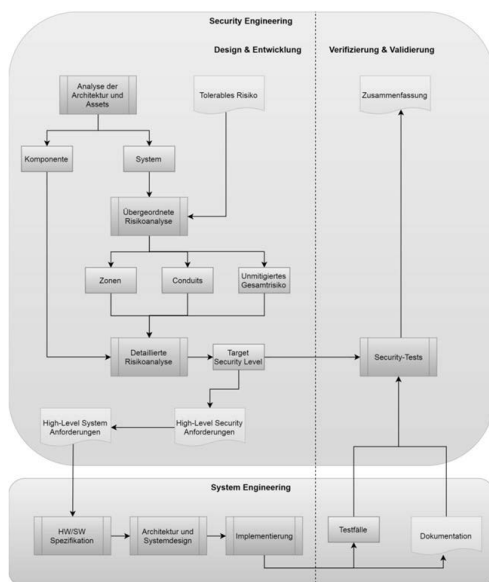 Security Engineering
Design & Entwicklung
Verifizierung & Validierung
Analyse der
Architektur und
Assets
Tolerables Risiko
Zusammenfassung
Komponente
System
Übergeordnete
Risikoanalyse
Zonen
Conduits
Unmitigiertes
Gesamtrisiko
Detaillierte
Risikoanalyse
Target
Security Level
Security-Tests
High-Level System
Anforderungen
High-Level Security
Anforderungen
System Engineering
HW/SW
Spezifikation
Architektur und
Systemdesign
Implementierung
Testfälle
Dokumentation